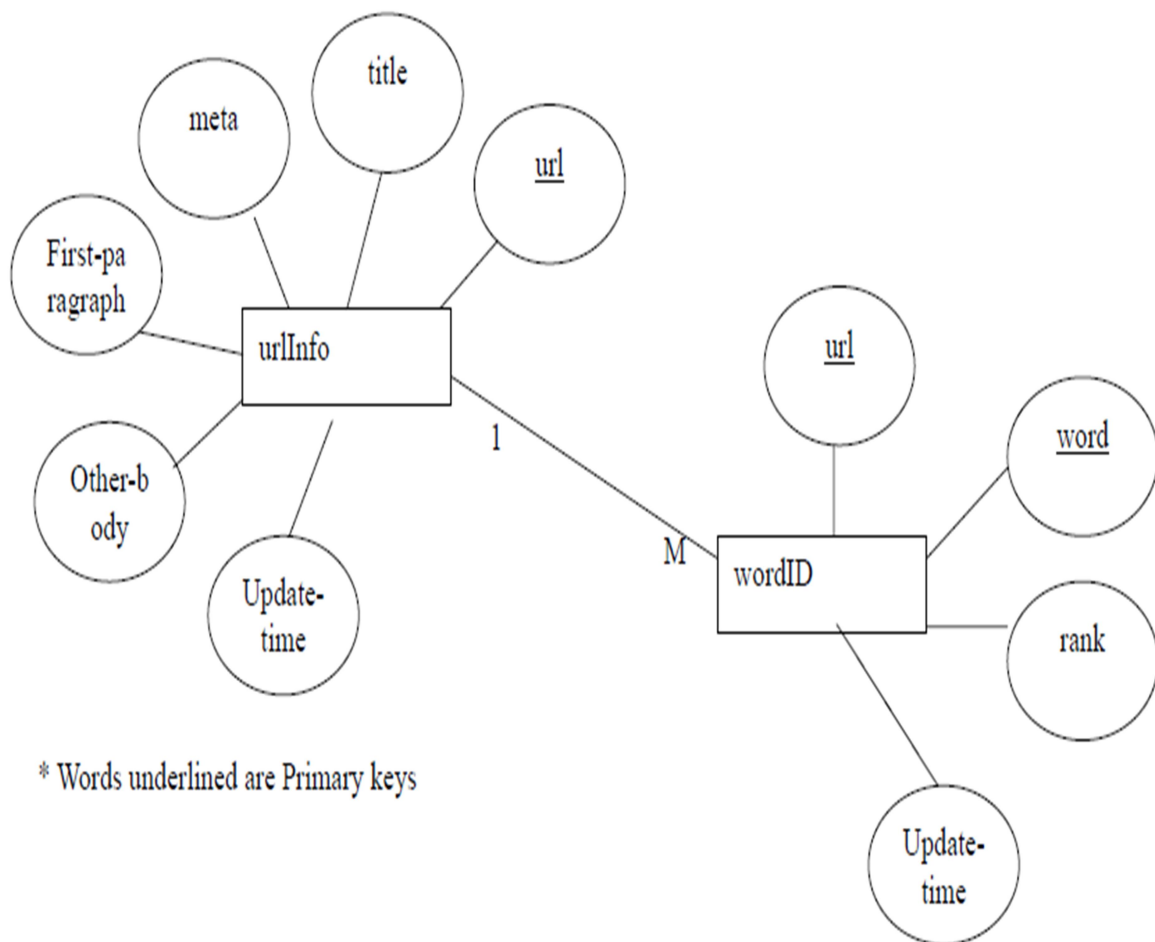 title
meta
url
First-pa
ragraph
urlInfo
url
word
1
Other-b
ody
M
wordID
Update-
time
rank
* Words underlined are Primary keys
Update-
time